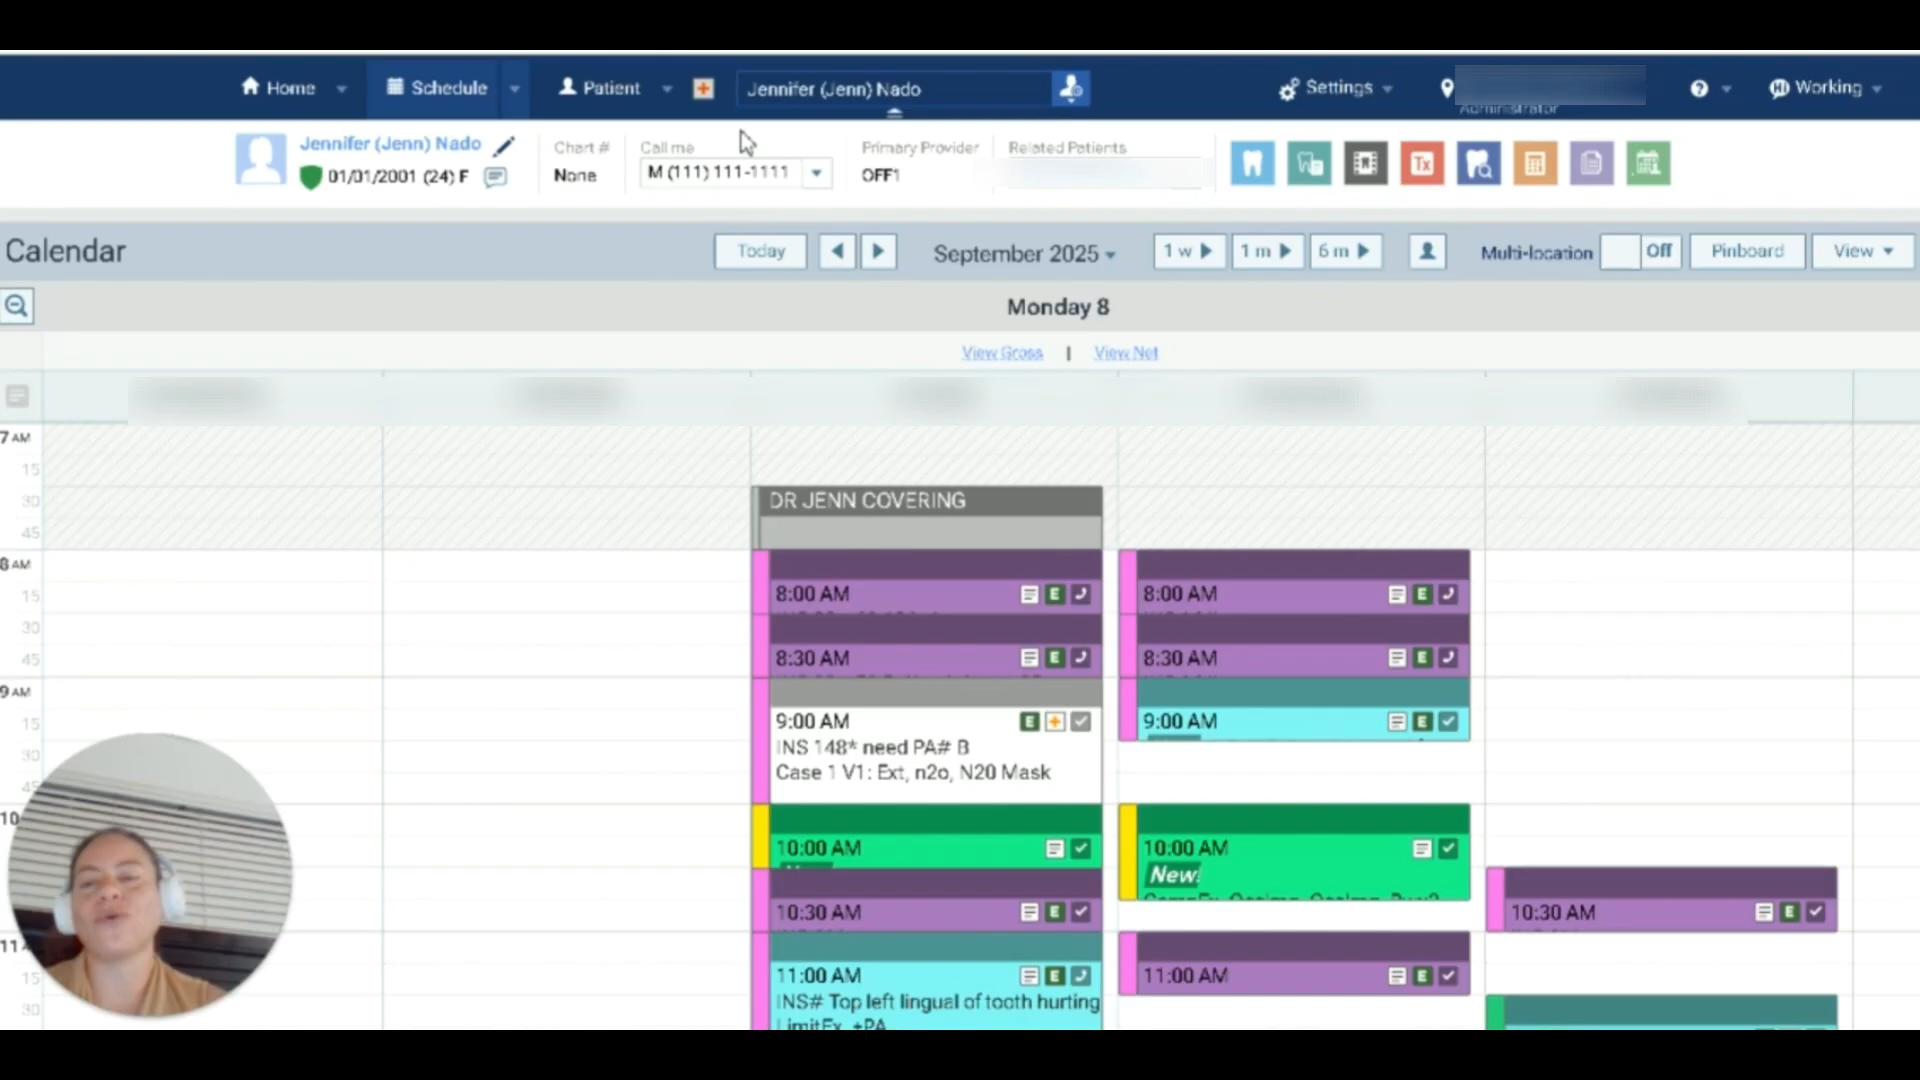 Home
Schedule
Patient
Jennifer (Jenn) Nado
Settings
Administrator
Working
Jennifer (Jenn) Nado
01/01/2001 (24) F
Chart #
None
Call me
M (111) 111-1111
Primary Provider
OFF1
Related Patients
Tx
Calendar
Today
September 2025
1 w
1 m
6 m
Multi-location
Off
Pinboard
View
Monday 8
View Gross | View Net
7 AM
15
30
45
8 AM
15
30
45
9 AM
15
30
45
10
11
15
30
DR JENN COVERING
8:00 AM
E
8:30 AM
E
9:00 AM
E
INS 148* need PA# B
Case 1 V1: Ext, n2o, N20 Mask
10:00 AM
10:30 AM
E
11:00 AM
E
INS# Top left lingual of tooth hurting
LimitEx, +PA
8:00 AM
E
8:30 AM
E
9:00 AM
E
10:00 AM
New!
11:00 AM
E
10:30 AM
E